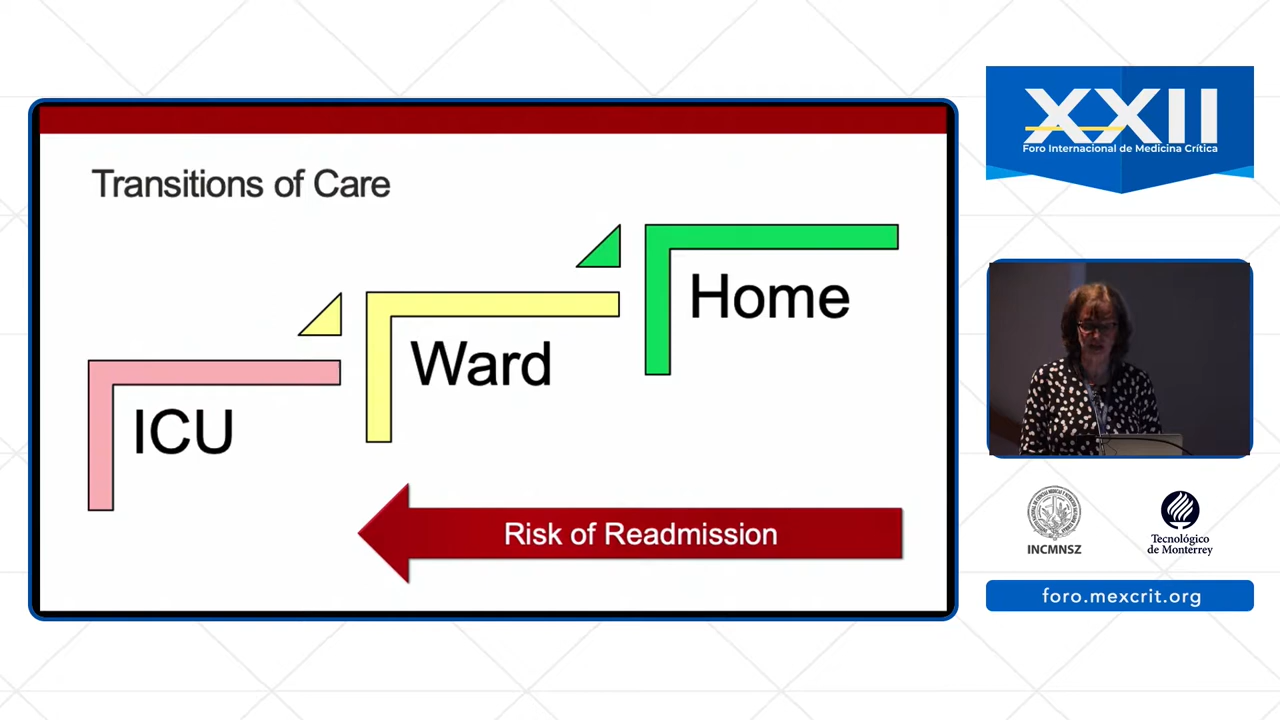 Transitions of Care
Home
Ward
ICU
Risk of Readmission
XXII
Foro Internacional de Medicina Crítica
INCMNSZ
Tecnológico
de Monterrey
foro.mexcrit.org